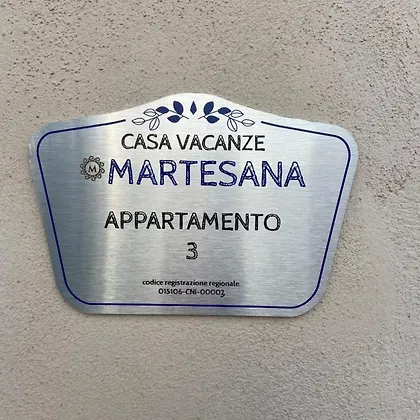 CASA VACANZE
M MARTESANA
APPARTAMENTO
3
codice registrazione regionale:
015106-CNI-00002